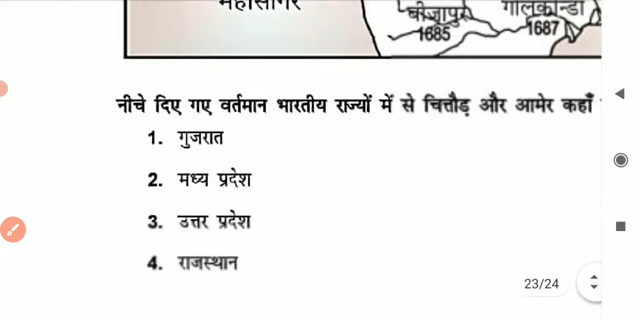 महासागर
बीजापुर गोलकोन्डा
1685 1687
नीचे दिए गए वर्तमान भारतीय राज्यों में से चित्तौड़ और आमेर कहाँ
1. गुजरात
2. मध्य प्रदेश
3. उत्तर प्रदेश
4. राजस्थान
23/24